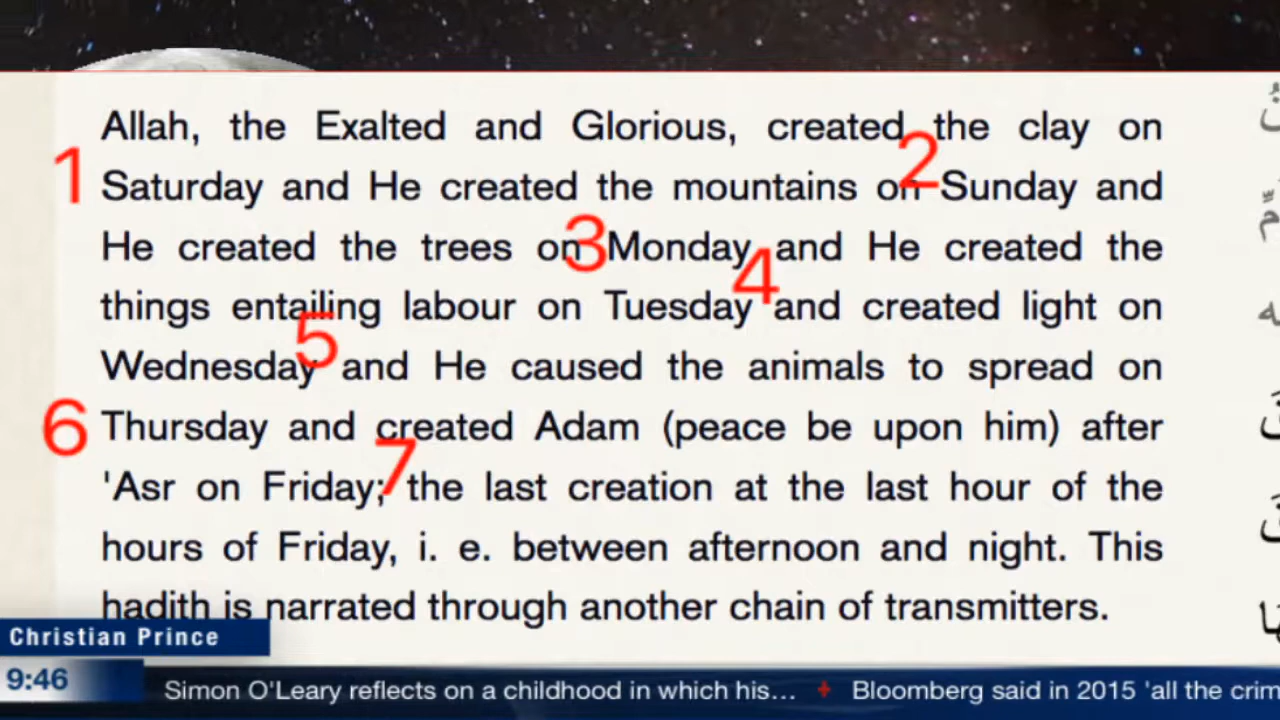 Allah, the Exalted and Glorious, created the clay on
1 Saturday and He created the mountains on 2 Sunday and
He created the trees on 3 Monday and He created the
things entailing labour on Tuesday 4 and created light on
Wednesday 5 and He caused the animals to spread on
6 Thursday and created Adam (peace be upon him) after
'Asr on Friday; 7 the last creation at the last hour of the
hours of Friday, i. e. between afternoon and night. This
hadith is narrated through another chain of transmitters.
Christian Prince
9:46
Simon O'Leary reflects on a childhood in which his... Bloomberg said in 2015 'all the crim